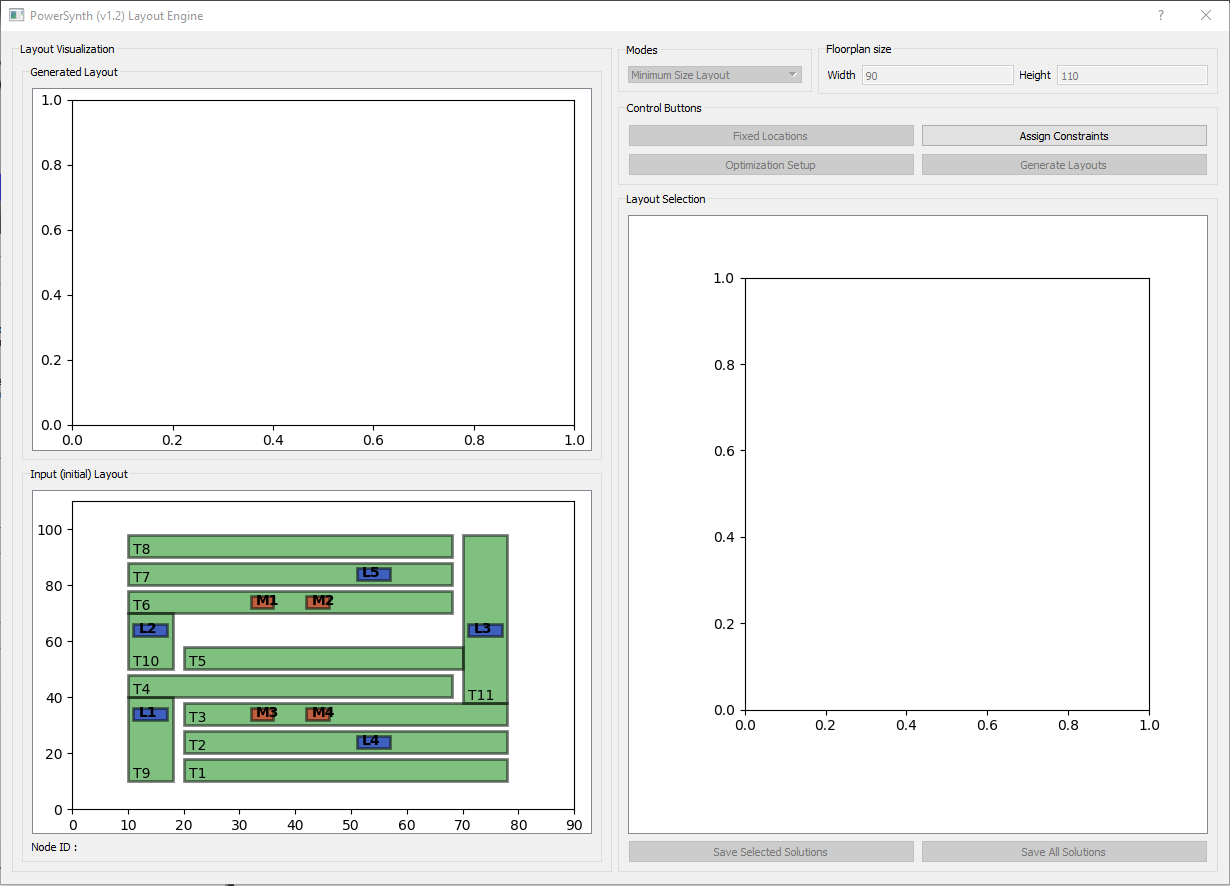 PowerSynth (v1.2) Layout Engine
?
Layout Visualization
Generated Layout
1.0
0.8
0.6
0.4
0.2
0.0
0.0 0.2 0.4 0.6 0.8 1.0
Input (initial) Layout
100
80
60
40
20
0
T8
T7 L5
T6 M1 M2
L2 L3
T10 T5
T4 T11
L1 T3 M3 M4
T2 L4
T9 T1
0 10 20 30 40 50 60 70 80 90
Node ID :
Modes
Minimum Size Layout
Floorplan size
Width 90 Height 110
Control Buttons
Fixed Locations Assign Constraints
Optimization Setup Generate Layouts
Layout Selection
1.0
0.8
0.6
0.4
0.2
0.0
0.0 0.2 0.4 0.6 0.8 1.0
Save Selected Solutions Save All Solutions